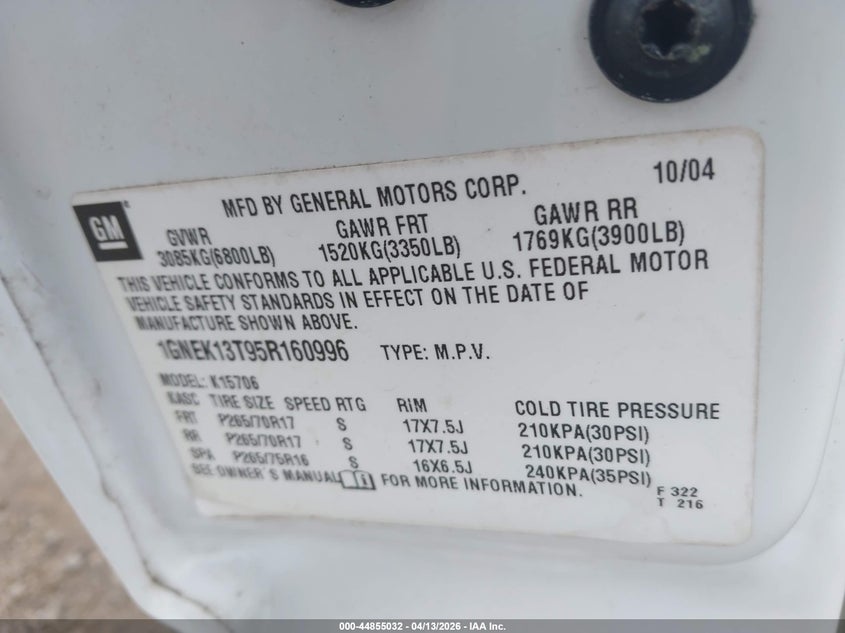 GM
MFD BY GENERAL MOTORS CORP. 10/04
GVWR GAWR FRT GAWR RR
3085KG(6800LB) 1520KG(3350LB) 1769KG(3900LB)
THIS VEHICLE CONFORMS TO ALL APPLICABLE U.S. FEDERAL MOTOR
VEHICLE SAFETY STANDARDS IN EFFECT ON THE DATE OF
MANUFACTURE SHOWN ABOVE.
1GNEK13T95R160996 TYPE: M.P.V.
MODEL: K15706
KASC TIRE SIZE SPEED RTG RIM COLD TIRE PRESSURE
FRT P265/70R17 S 17X7.5J 210KPA(30PSI)
RR P265/70R17 S 17X7.5J 210KPA(30PSI)
SPA P265/75R16 S 16X6.5J 240KPA(35PSI)
SEE OWNER'S MANUAL FOR MORE INFORMATION.
F 322
T 216
000-44855032 | 04/13/2026 - IAA Inc.